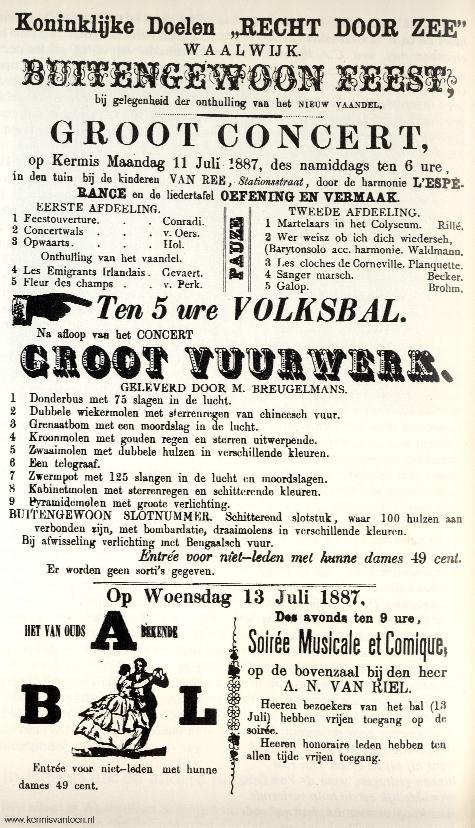 Koninklijke Doelen „RECHT DOOR ZEE”
WAALWIJK.
BUITENGEWOON FEEST,
bij gelegenheid der onthulling van het NIEUW VAANDEL.
GROOT CONCERT,
op Kermis Maandag 11 Juli 1887, des namiddags ten 6 ure,
in den tuin bij de kinderen VAN REE, Stationsstraat, door de harmonie L'ESPÉ-
RANCE en de liedertafel OEFENING EN VERMAAK.
EERSTE AFDEELING.
1 Feestouverture. . . Conradi.
2 Concertwals . . v. Oers.
3 Opwaarts. . . . Hol.
Onthulling van het vaandel.
4 Les Emigrants Irlandais. Gevaert.
5 Fleur des champs . v. Perk.
PAUZE
TWEEDE AFDEELING.
1 Martelaars in het Colyseum. Rillé.
2 Wer weisz ob ich dich wiederseh,
(Barytonsolo acc. harmonie. Waldmann.
3 Les cloches de Corneville. Planquette.
4 Sanger marsch. Becker.
5 Galop. Brohm.
Ten 5 ure VOLKSBAL.
Na afloop van het CONCERT
GROOT VUURWERK.
GELEVERD DOOR M. BREUGELMANS.
1 Donderbus met 75 slagen in de lucht.
2 Dubbele wiekermolen met sterrenregen van chineesch vuur.
3 Grenaatbom met een moordslag in de lucht.
4 Kroonmolen met gouden regen en sterren uitwerpende.
5 Zwaaimolen met dubbele hulzen in verschillende kleuren.
6 Een telegraaf.
7 Zwermpot met 125 slangen in de lucht en moordslagen.
8 Kabinetmolen met sterrenregen en schitterende kleuren.
9 Pyramidemolen met groote verlichting.
BUITENGEWOON SLOTNUMMER. Schitterend slotstuk, waar 100 hulzen aan
verbonden zijn, met bombardatie, draaimolens in verschillende kleuren.
Bij afwisseling verlichting met Bengaalsch vuur.
Entrée voor niet-leden met hunne dames 49 cent.
Er worden geen sorti's gegeven.
Op Woensdag 13 Juli 1887.
HET VAN OUDS BEKENDE
BAL
Entrée voor niet-leden met hunne
dames 49 cent.
Des avonds ten 9 ure,
Soirée Musicale et Comique,
op de bovenzaal bij den heer
A. N. VAN RIEL.
Heeren bezoekers van het bal (13
Juli) hebben vrijen toegang op de
soirée.
Heeren honoraire leden hebben ten
allen tijde vrijen toegang.
www.kermisvantoen.nl